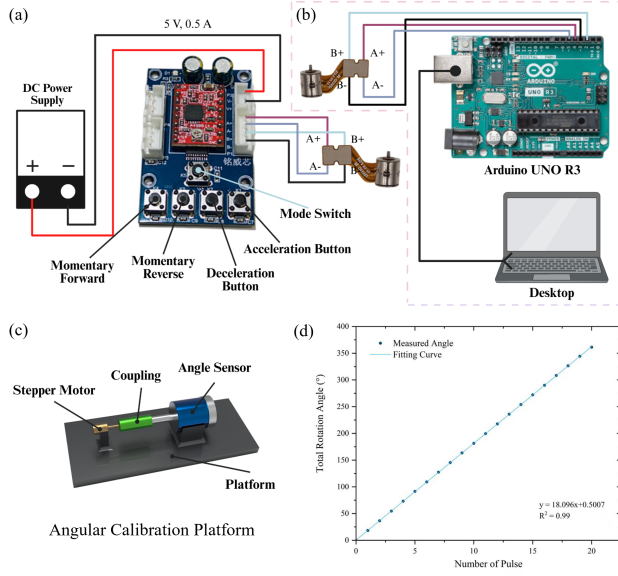 (a)
5 V, 0.5 A
DC Power
Supply
+
−
A+
B+
A-
B-
铭威芯
Mode Switch
Acceleration Button
Deceleration
Button
Momentary
Reverse
Momentary
Forward
(b)
B+
A+
B-
A-
ARDUINO
UNO R3
Arduino UNO R3
Desktop
(c)
Stepper Motor
Coupling
Angle Sensor
Platform
Angular Calibration Platform
(d)
Measured Angle
Fitting Curve
Total Rotation Angle (°)
400
350
300
250
200
150
100
50
0
0
5
10
15
20
y = 18.096x+0.5007
R² = 0.99
Number of Pulse